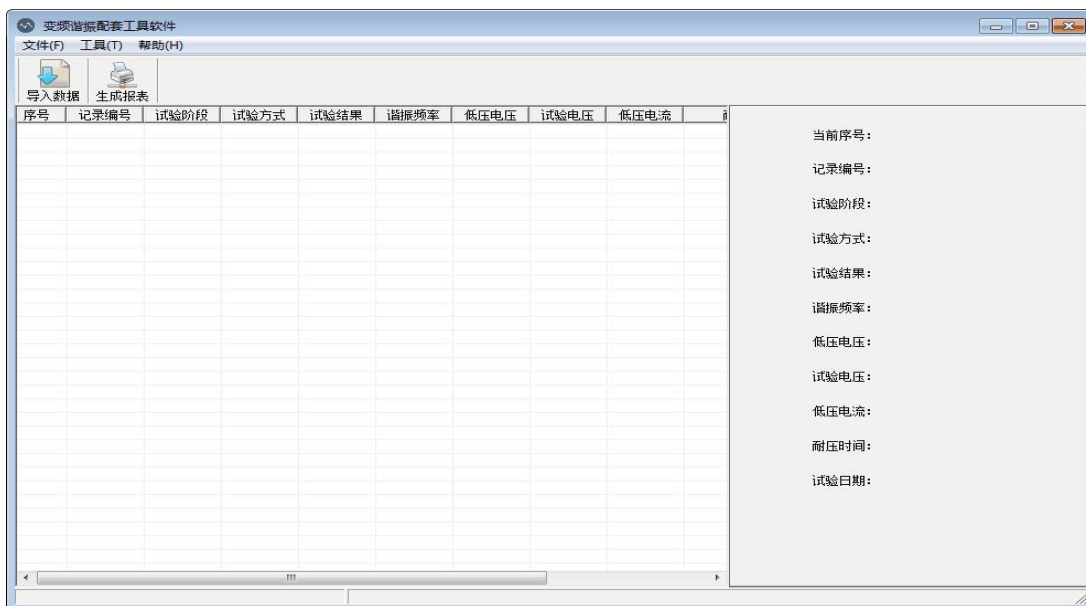 变频谐振配套工具软件
文件(F) 工具(T) 帮助(H)
导入数据 生成报表
序号 记录编号 试验阶段 试验方式 试验结果 谐振频率 低压电压 试验电压 低压电流
当前序号:
记录编号:
试验阶段:
试验方式:
试验结果:
谐振频率:
低压电压:
试验电压:
低压电流:
耐压时间:
试验日期: